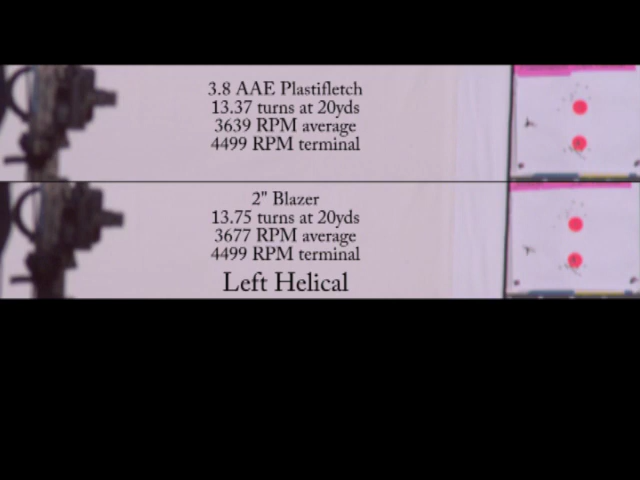 3.8 AAE Plastifletch
13.37 turns at 20yds
3639 RPM average
4499 RPM terminal
2" Blazer
13.75 turns at 20yds
3677 RPM average
4499 RPM terminal
Left Helical